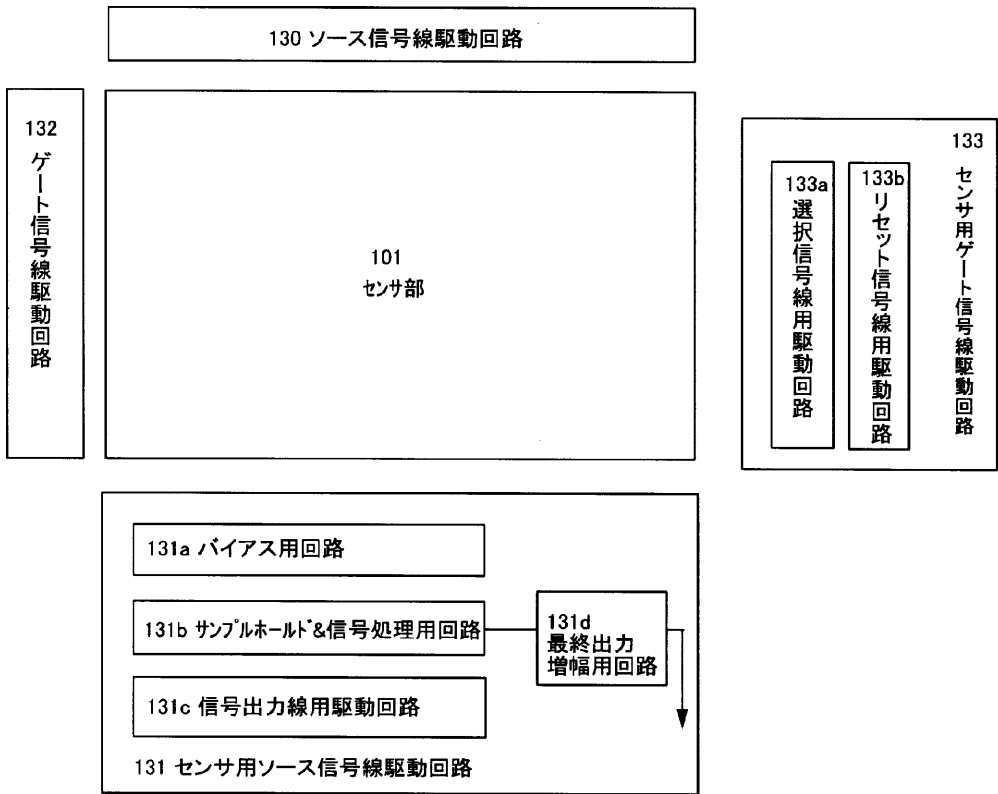 130 ソース信号線駆動回路
132
ゲート信号線駆動回路
101
センサ部
133
センサ用ゲート信号線駆動回路
133a
選択信号線用駆動回路
133b
リセット信号線用駆動回路
131a バイアス用回路
131b サンプルホールド&信号処理用回路
131d
最終出力
増幅用回路
131c 信号出力線用駆動回路
131 センサ用ソース信号線駆動回路